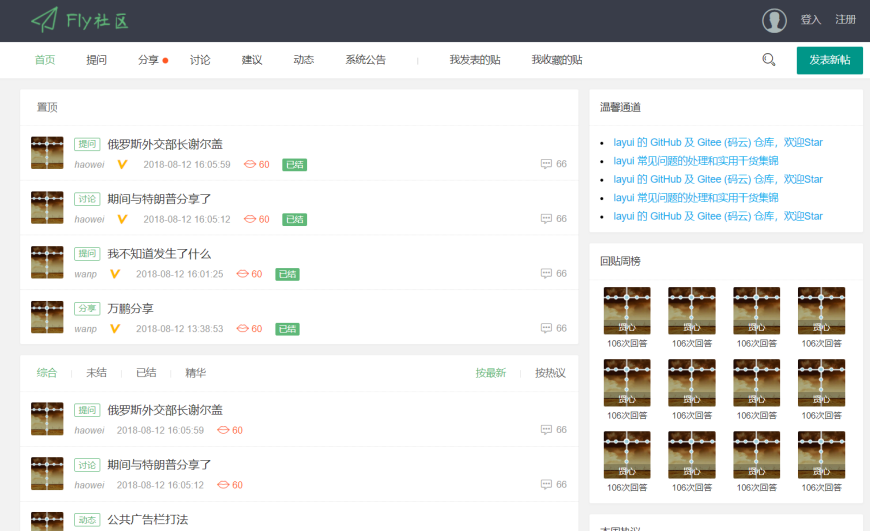 Fly社区
登入 注册
首页 提问 分享 讨论 建议 动态 系统公告 我发表的贴 我收藏的贴 发表新帖
置顶
提问 俄罗斯外交部长谢尔盖
haowei 2018-08-12 16:05:59 60 已结 66
讨论 期间与特朗普分享了
haowei 2018-08-12 16:05:12 60 已结 66
提问 我不知道发生了什么
wanp 2018-08-12 16:01:25 60 已结 66
分享 万鹏分享
wanp 2018-08-12 13:38:53 60 已结 66
综合 未结 已结 精华 按最新 按热议
提问 俄罗斯外交部长谢尔盖
haowei 2018-08-12 16:05:59 60 66
讨论 期间与特朗普分享了
haowei 2018-08-12 16:05:12 60 66
动态 公共广告栏打法
温馨通道
layui 的 GitHub 及 Gitee (码云) 仓库，欢迎Star
layui 常见问题的处理和实用干货集锦
layui 的 GitHub 及 Gitee (码云) 仓库，欢迎Star
layui 常见问题的处理和实用干货集锦
layui 的 GitHub 及 Gitee (码云) 仓库，欢迎Star
回贴周榜
贤心 贤心 贤心 贤心
106次回答 106次回答 106次回答 106次回答
贤心 贤心 贤心 贤心
106次回答 106次回答 106次回答 106次回答
贤心 贤心 贤心 贤心
106次回答 106次回答 106次回答 106次回答